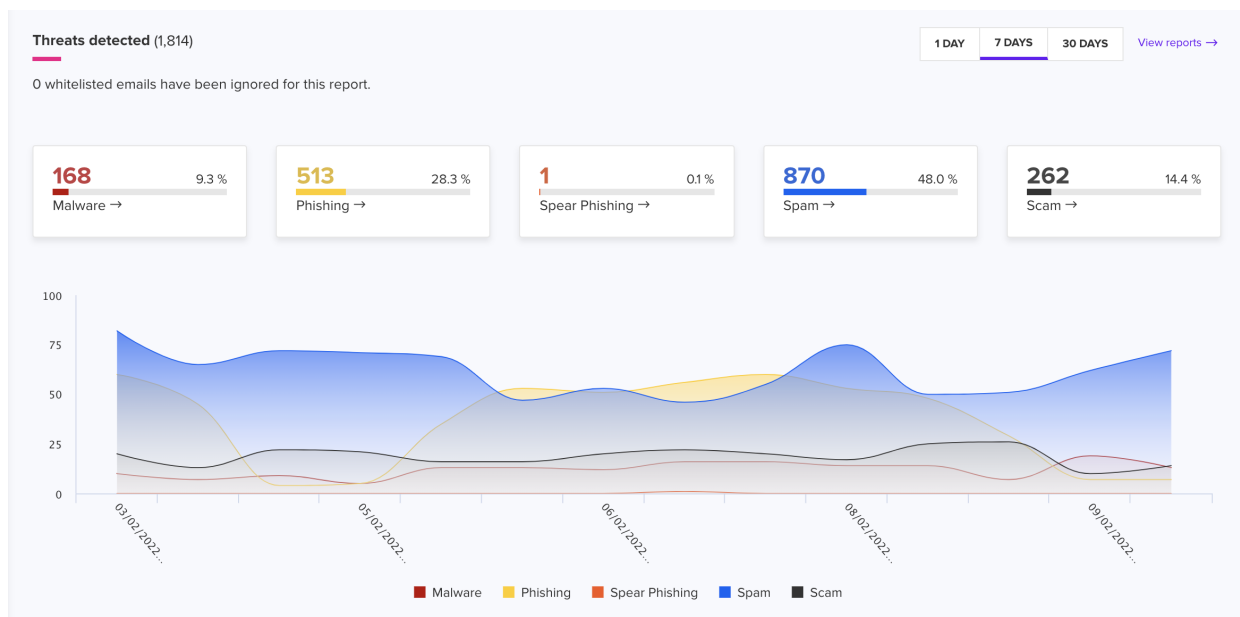 Threats detected (1,814)
1 DAY 7 DAYS 30 DAYS View reports →
0 whitelisted emails have been ignored for this report.
168 9.3 %
Malware →
513 28.3 %
Phishing →
1 0.1 %
Spear Phishing →
870 48.0 %
Spam →
262 14.4 %
Scam →
100
75
50
25
0
03/02/2022...
05/02/2022...
06/02/2022...
08/02/2022...
09/02/2022...
Malware Phishing Spear Phishing Spam Scam